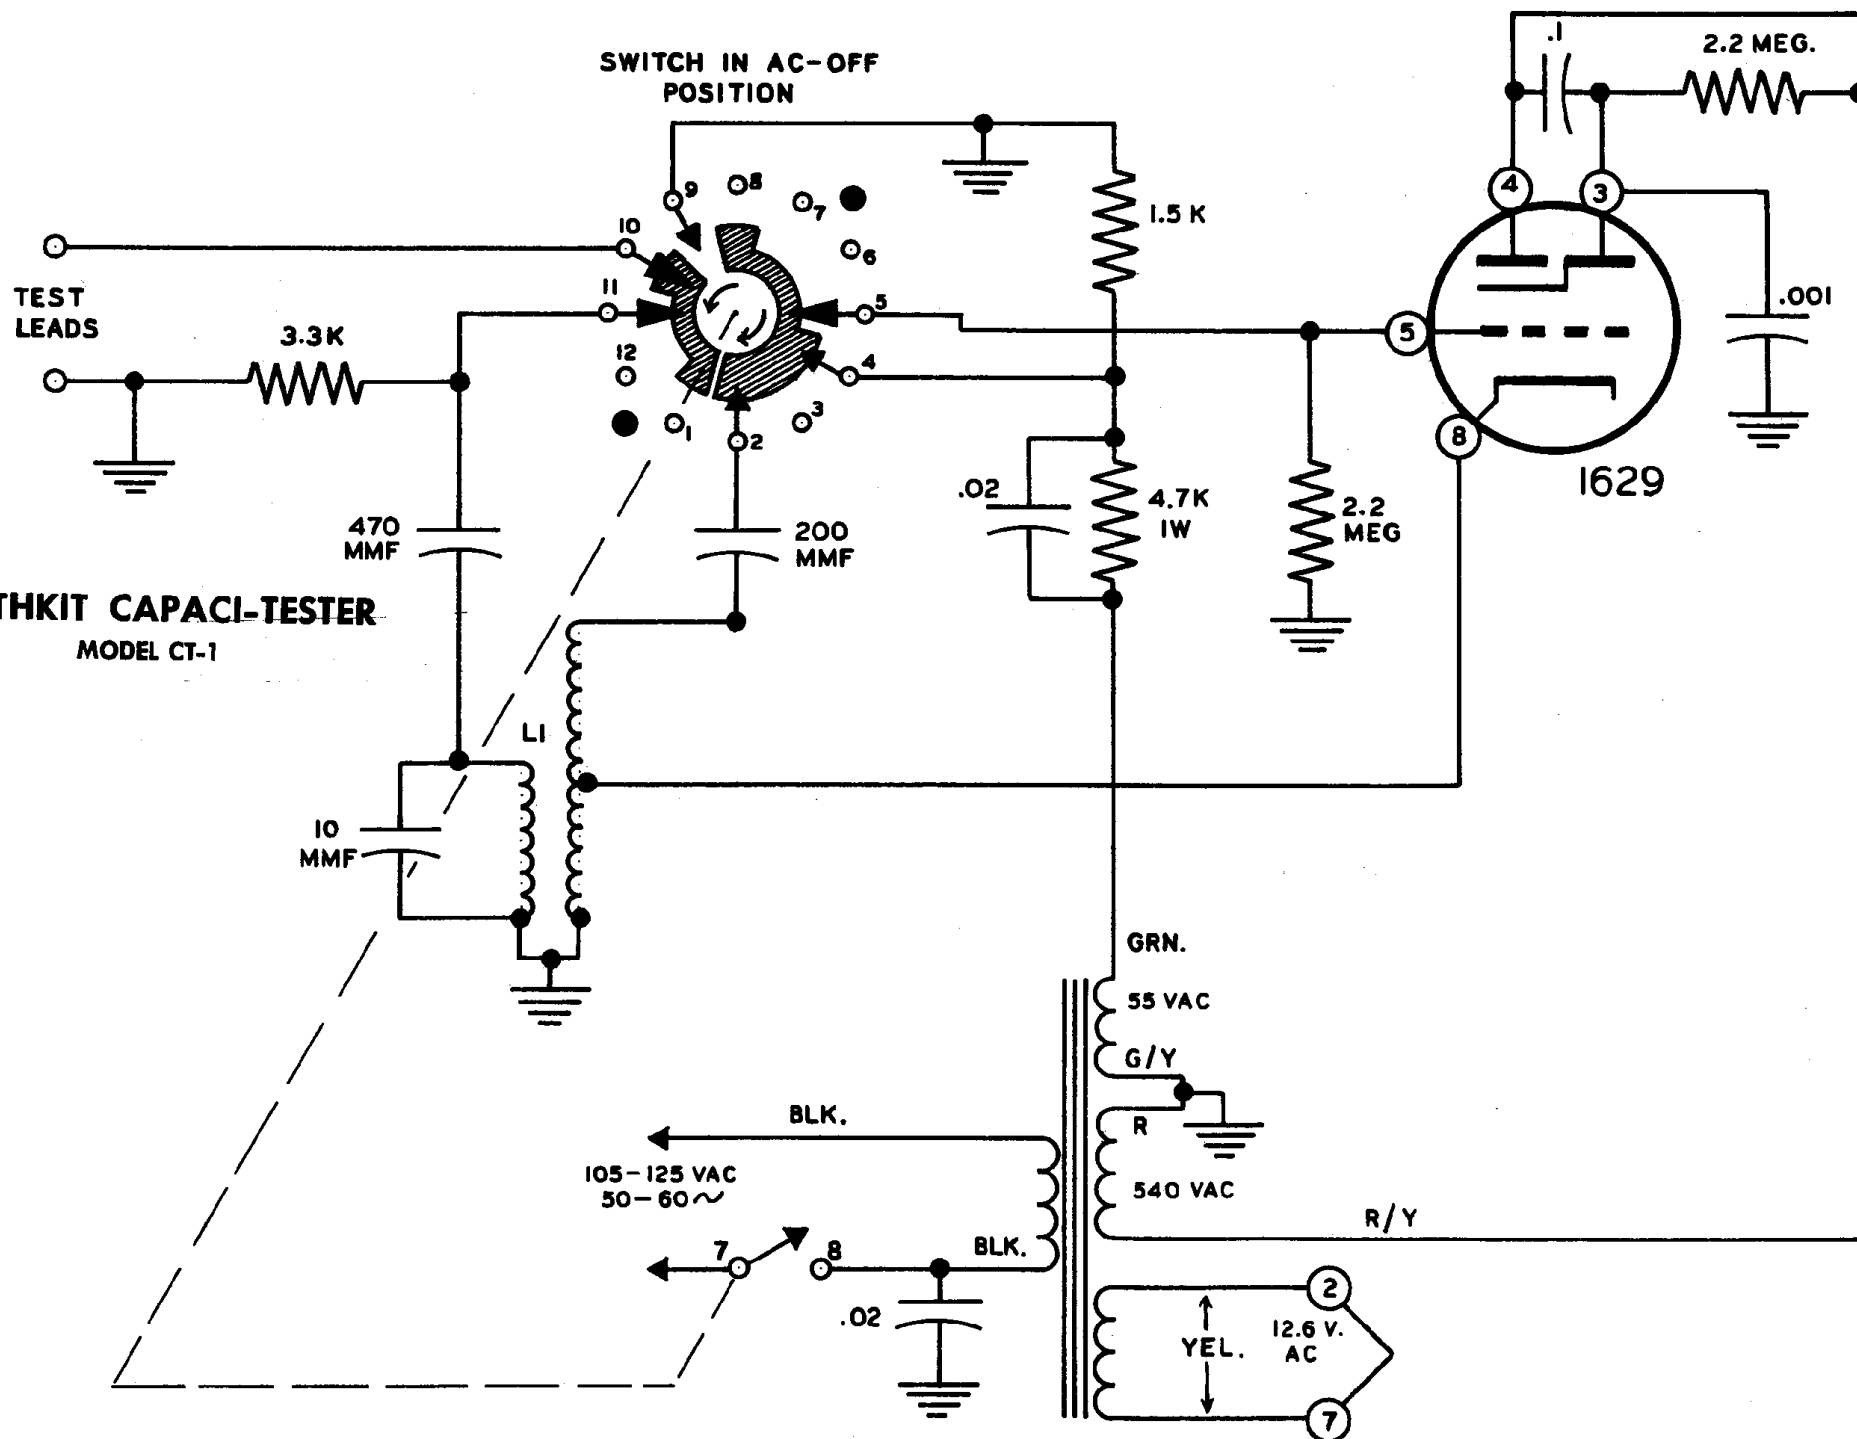 SWITCH IN AC-OFF
POSITION
.1
2.2 MEG.
9
8
7
10
6
11
5
12
4
1
2
3
TEST
LEADS
3.3K
1.5 K
4
3
5
8
.001
1629
470
MMF
200
MMF
.02
4.7K
1W
2.2
MEG
THKIT CAPACI-TESTER
MODEL CT-1
L1
10
MMF
GRN.
55 VAC
G/Y
BLK.
R
105-125 VAC
50-60~
540 VAC
R/Y
7
8
BLK.
.02
2
YEL.
12.6 V.
AC
7